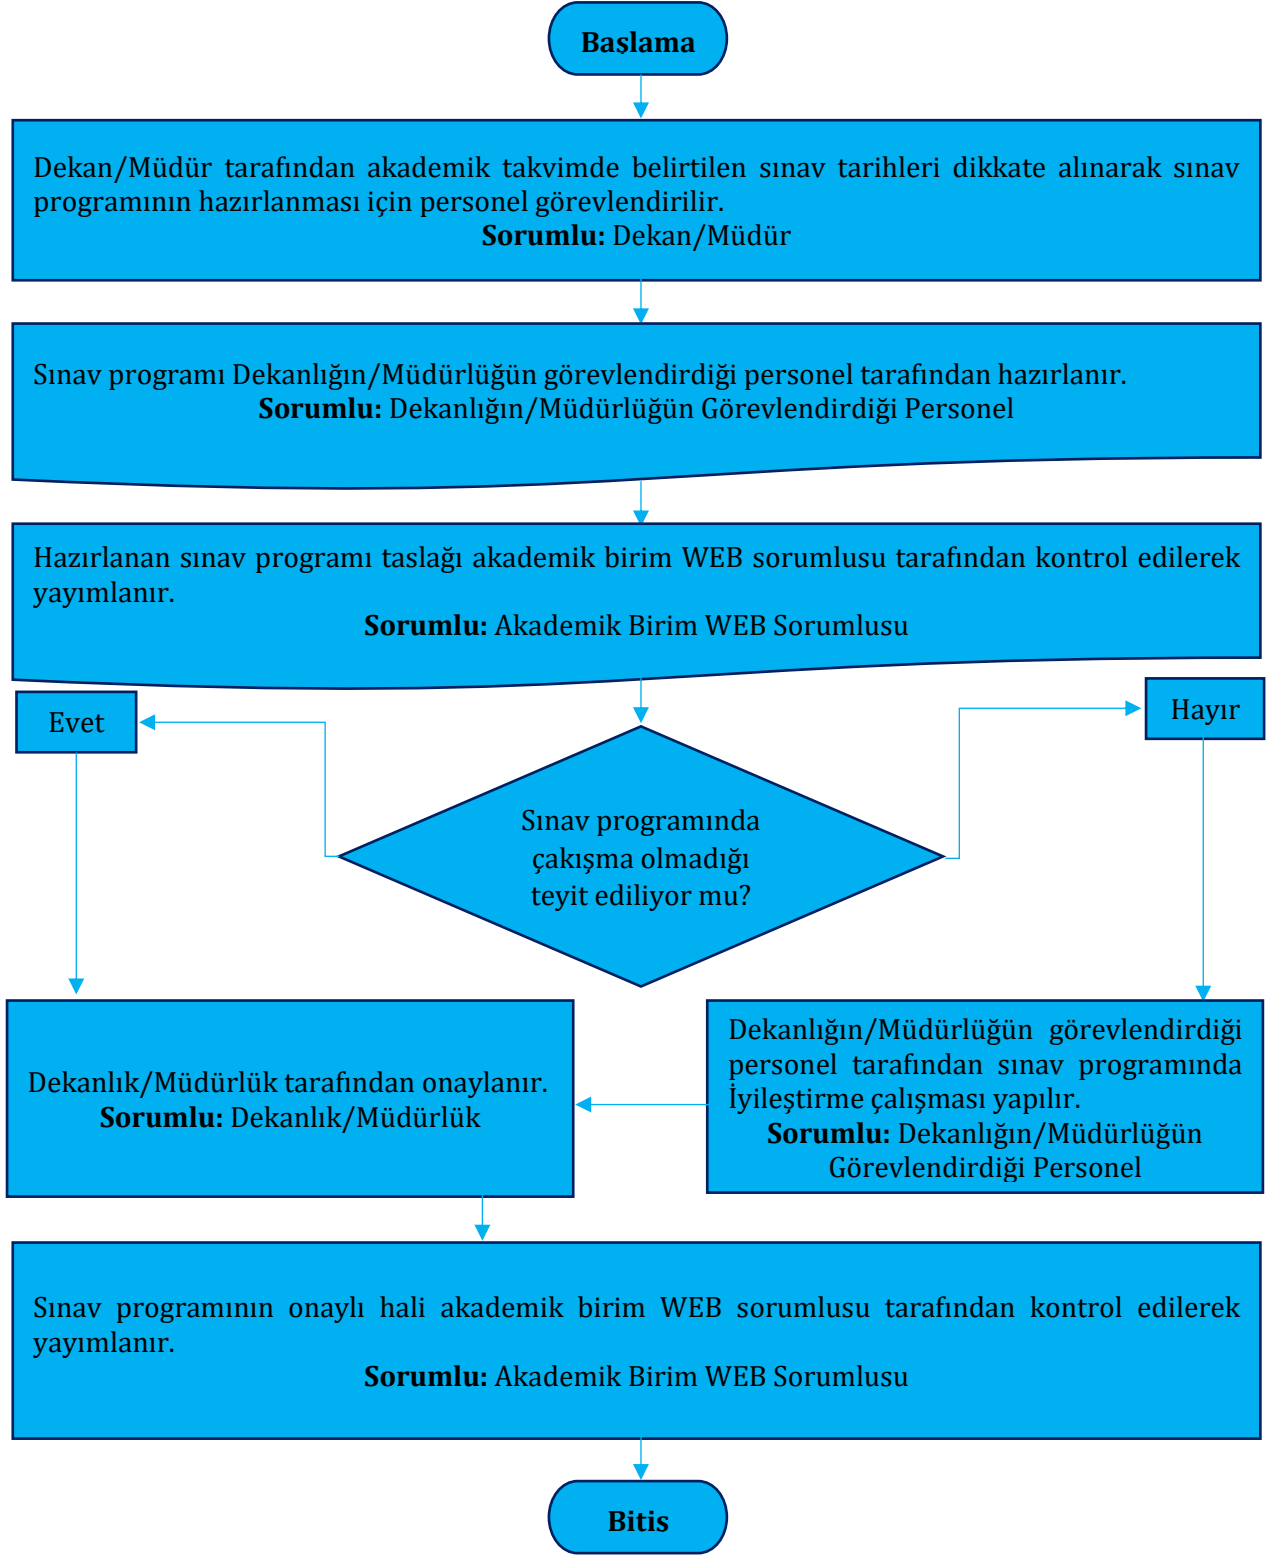 Başlama
Dekan/Müdür tarafından akademik takvimde belirtilen sınav tarihleri dikkate alınarak sınav
programının hazırlanması için personel görevlendirilir.
Sorumlu: Dekan/Müdür
Sınav programı Dekanlığın/Müdürlüğün görevlendirdiği personel tarafından hazırlanır.
Sorumlu: Dekanlığın/Müdürlüğün Görevlendirdiği Personel
Hazırlanan sınav programı taslağı akademik birim WEB sorumlusu tarafından kontrol edilerek
yayımlanır.
Sorumlu: Akademik Birim WEB Sorumlusu
Evet
Hayır
Sınav programında
çakışma olmadığı
teyit ediliyor mu?
Dekanlık/Müdürlük tarafından onaylanır.
Sorumlu: Dekanlık/Müdürlük
Dekanlığın/Müdürlüğün görevlendirdiği
personel tarafından sınav programında
İyileştirme çalışması yapılır.
Sorumlu: Dekanlığın/Müdürlüğün
Görevlendirdiği Personel
Sınav programının onaylı hali akademik birim WEB sorumlusu tarafından kontrol edilerek
yayımlanır.
Sorumlu: Akademik Birim WEB Sorumlusu
Bitis